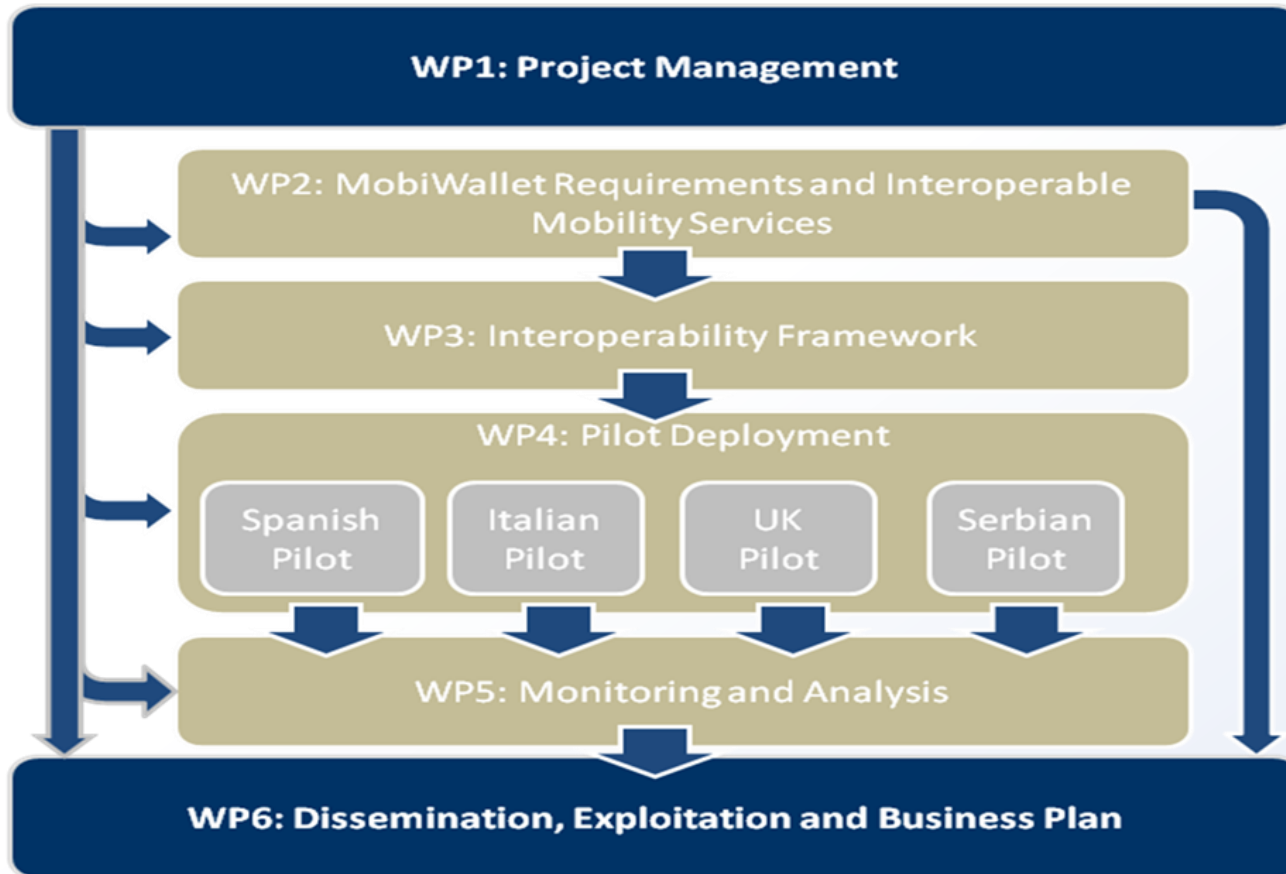 WP1: Project Management
WP2: MobiWallet Requirements and Interoperable
Mobility Services
WP3: Interoperability Framework
WP4: Pilot Deployment
Spanish
Pilot
Italian
Pilot
UK
Pilot
Serbian
Pilot
WP5: Monitoring and Analysis
WP6: Dissemination, Exploitation and Business Plan